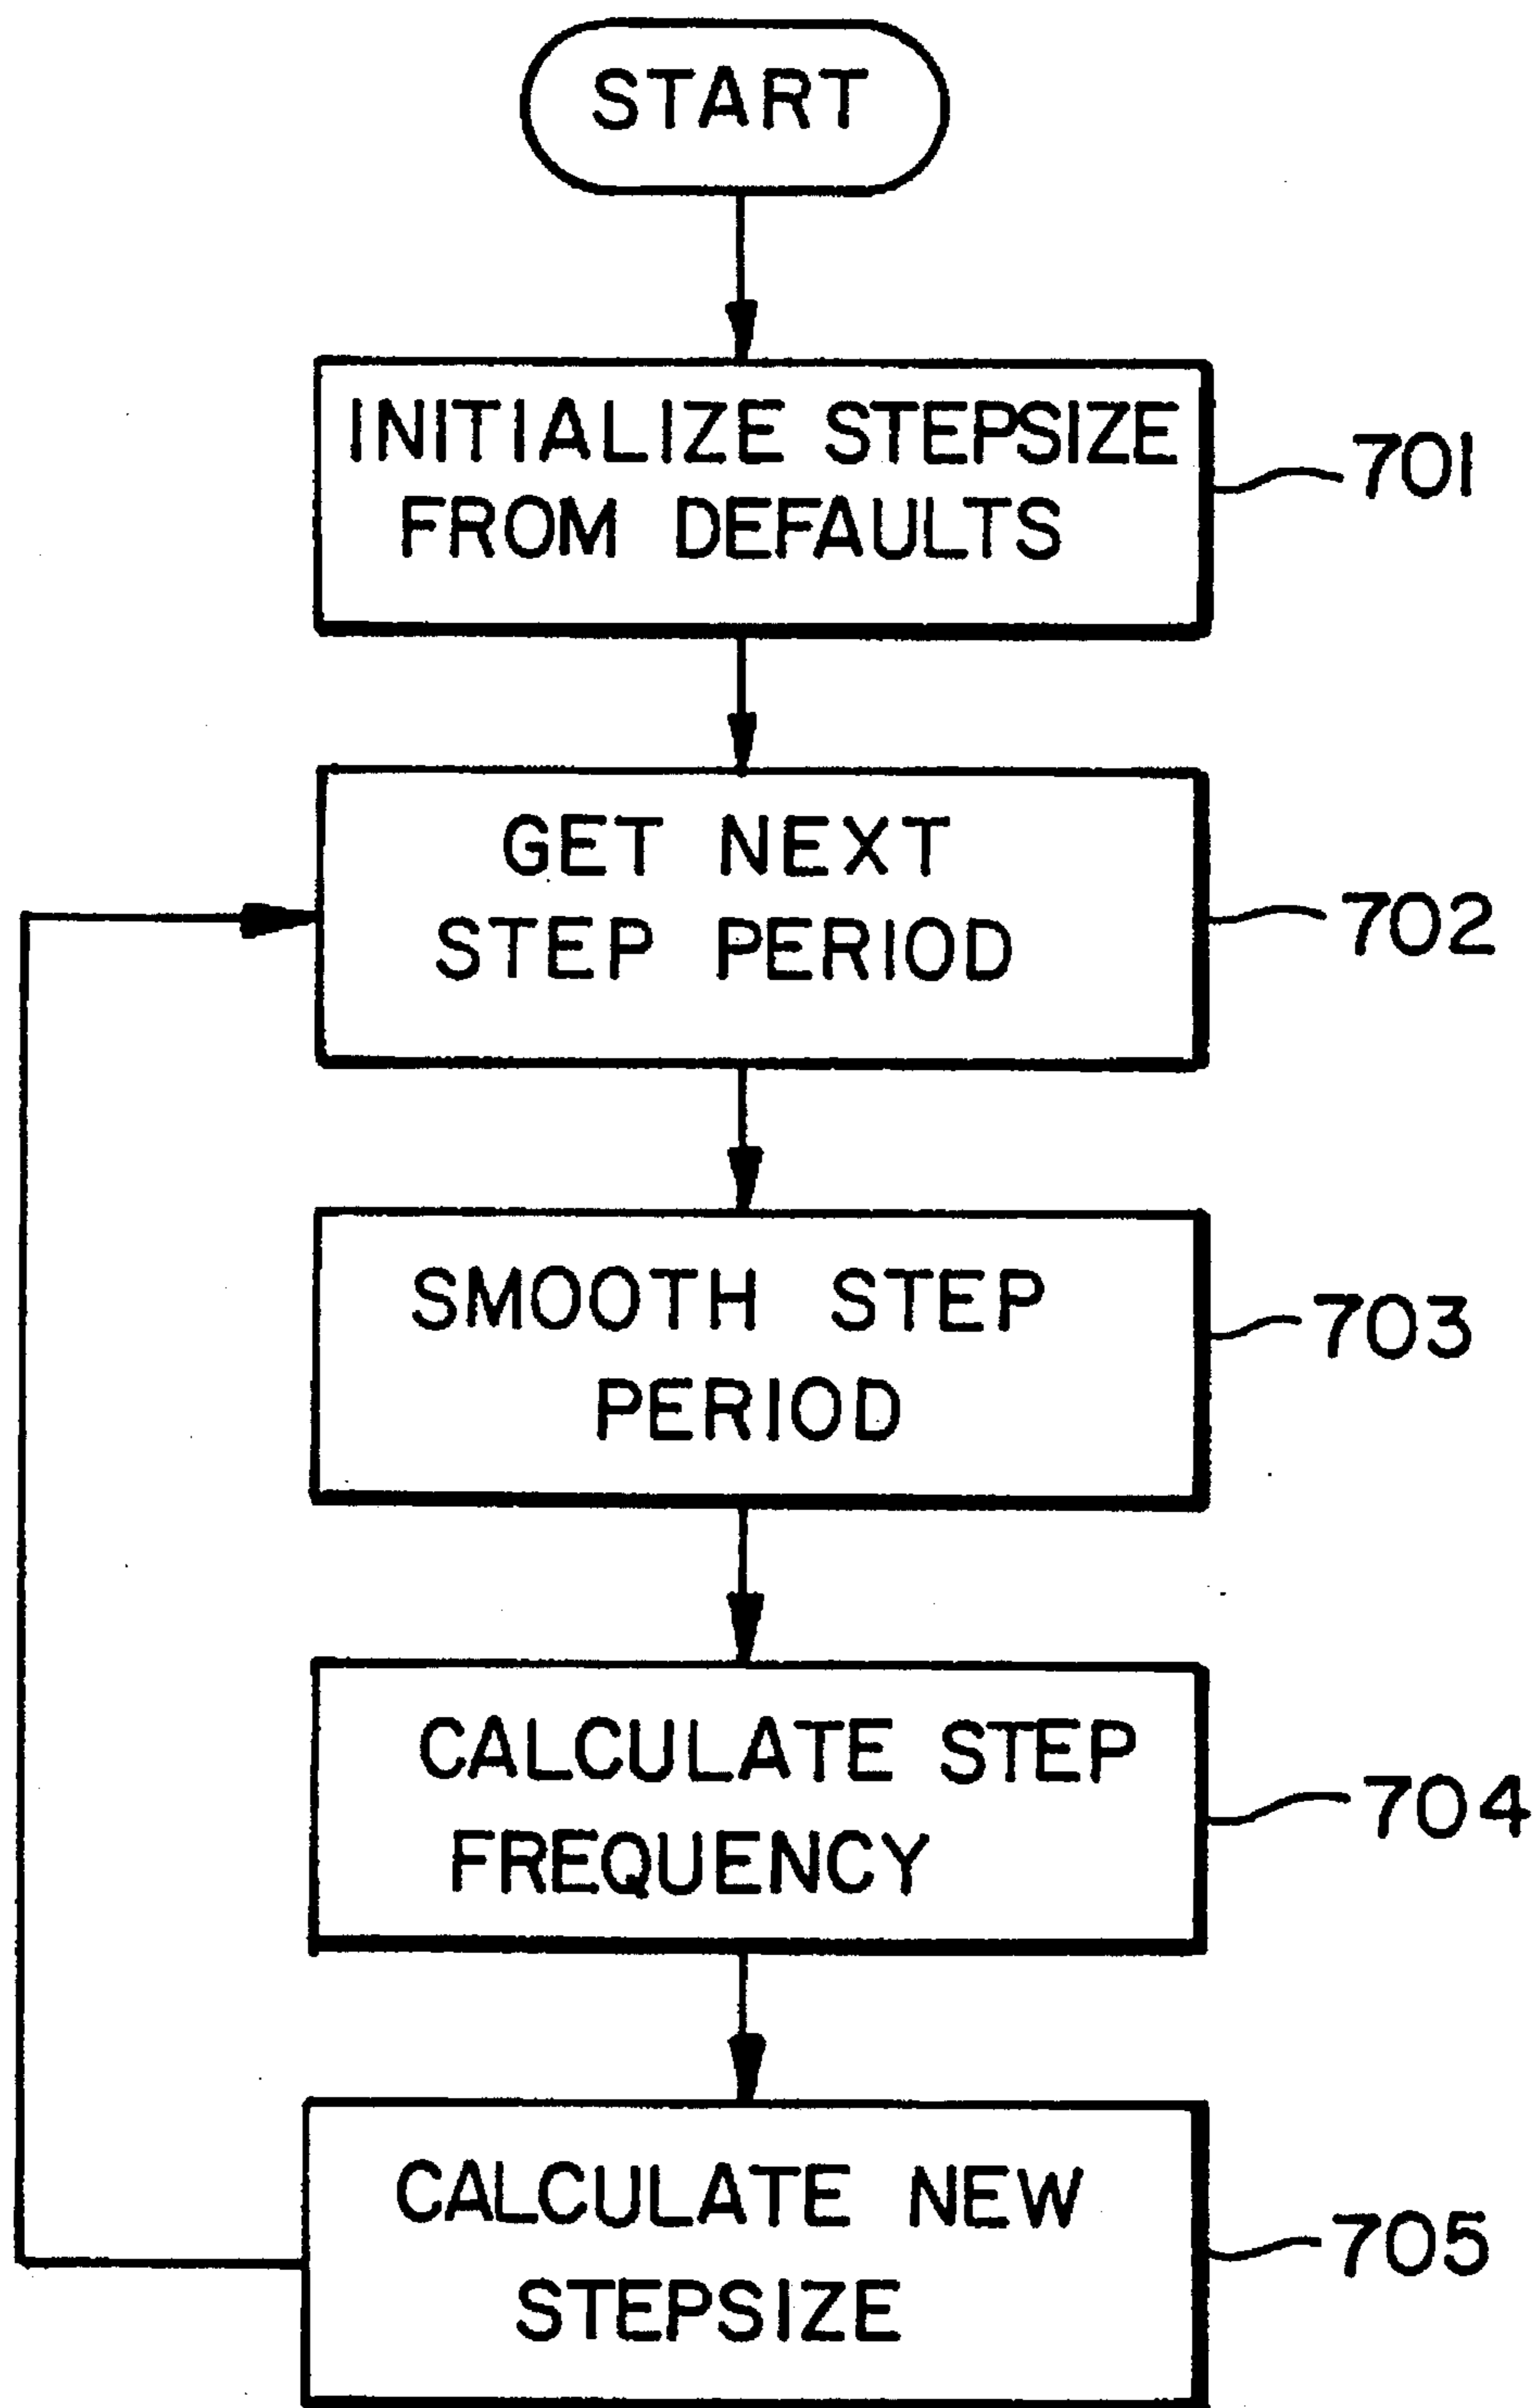 START
INITIALIZE STEPSIZE
FROM DEFAULTS
701
GET NEXT
STEP PERIOD
702
SMOOTH STEP
PERIOD
703
CALCULATE STEP
FREQUENCY
704
CALCULATE NEW
STEPSIZE
705